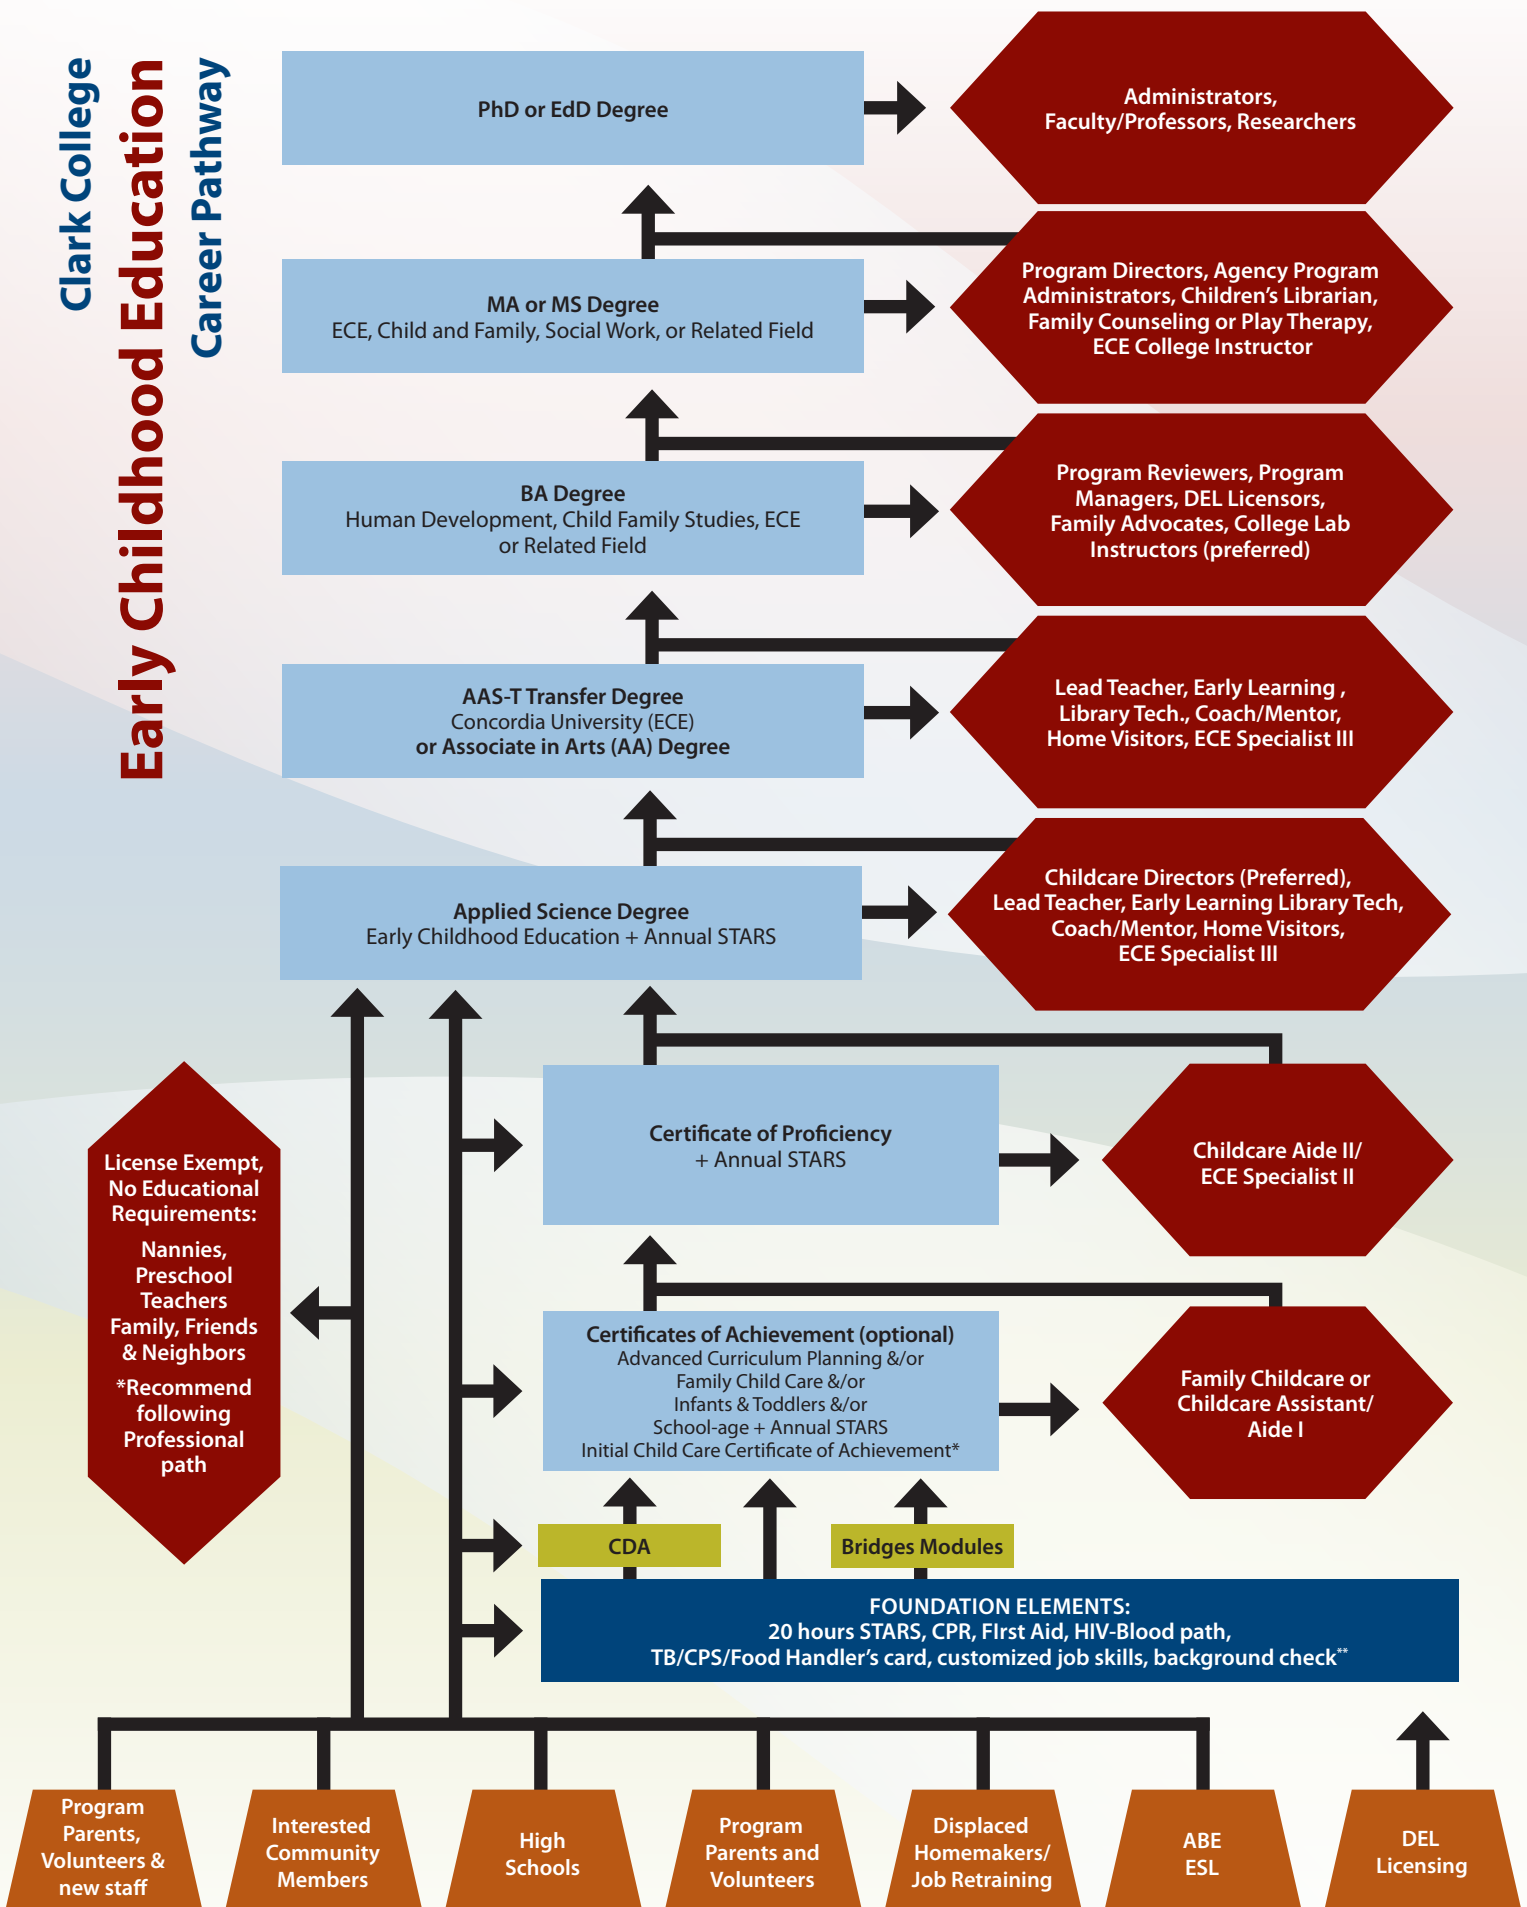 Clark College
Early Childhood Education
Career Pathway
PhD or EdD Degree
Administrators,
Faculty/Professors, Researchers
MA or MS Degree
ECE, Child and Family, Social Work, or Related Field
Program Directors, Agency Program
Administrators, Children’s Librarian,
Family Counseling or Play Therapy,
ECE College Instructor
BA Degree
Human Development, Child Family Studies, ECE
or Related Field
Program Reviewers, Program
Managers, DEL Licensors,
Family Advocates, College Lab
Instructors (preferred)
AAS-T Transfer Degree
Concordia University (ECE)
or Associate in Arts (AA) Degree
Lead Teacher, Early Learning ,
Library Tech., Coach/Mentor,
Home Visitors, ECE Specialist III
Applied Science Degree
Early Childhood Education + Annual STARS
Childcare Directors (Preferred),
Lead Teacher, Early Learning Library Tech,
Coach/Mentor, Home Visitors,
ECE Specialist III
Certificate of Proficiency
+ Annual STARS
Childcare Aide II/
ECE Specialist II
License Exempt,
No Educational
Requirements:
Nannies,
Preschool
Teachers
Family, Friends
& Neighbors
*Recommend
following
Professional
path
Certificates of Achievement (optional)
Advanced Curriculum Planning &/or
Family Child Care &/or
Infants & Toddlers &/or
School-age + Annual STARS
Initial Child Care Certificate of Achievement*
Family Childcare or
Childcare Assistant/
Aide I
CDA
Bridges Modules
FOUNDATION ELEMENTS:
20 hours STARS, CPR, FIrst Aid, HIV-Blood path,
TB/CPS/Food Handler’s card, customized job skills, background check**
Program
Parents,
Volunteers &
new staff
Interested
Community
Members
High
Schools
Program
Parents and
Volunteers
Displaced
Homemakers/
Job Retraining
ABE
ESL
DEL
Licensing